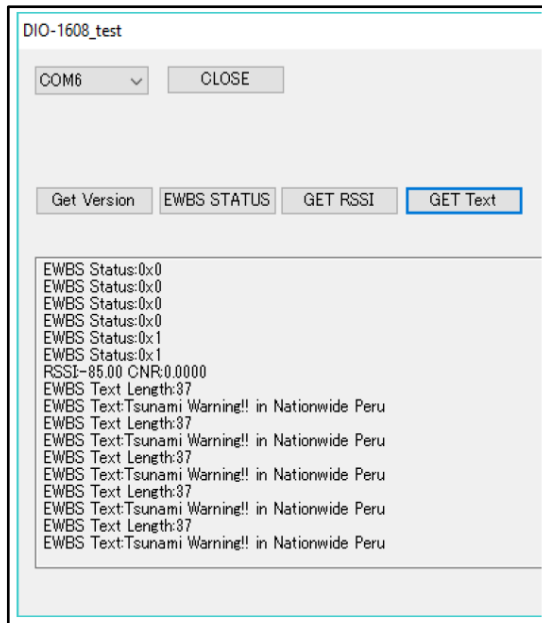 DIO-1608_test
COM6
CLOSE
Get Version
EWBS STATUS
GET RSSI
GET Text
EWBS Status:0x0
EWBS Status:0x0
EWBS Status:0x0
EWBS Status:0x0
EWBS Status:0x1
EWBS Status:0x1
RSSI:-85.00 CNR:0.0000
EWBS Text Length:37
EWBS Text:Tsunami Warning!! in Nationwide Peru
EWBS Text Length:37
EWBS Text:Tsunami Warning!! in Nationwide Peru
EWBS Text Length:37
EWBS Text:Tsunami Warning!! in Nationwide Peru
EWBS Text Length:37
EWBS Text:Tsunami Warning!! in Nationwide Peru
EWBS Text Length:37
EWBS Text:Tsunami Warning!! in Nationwide Peru